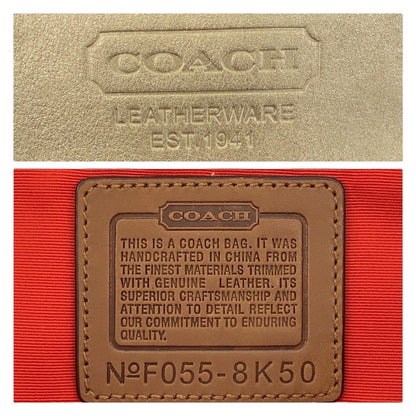 COACH
LEATHERWARE
EST. 1941
COACH
THIS IS A COACH BAG. IT WAS
HANDCRAFTED IN CHINA FROM
THE FINEST MATERIALS TRIMMED
WITH GENUINE LEATHER. ITS
SUPERIOR CRAFTSMANSHIP AND
ATTENTION TO DETAIL REFLECT
OUR COMMITMENT TO ENDURING
QUALITY.
NºF055-8K50